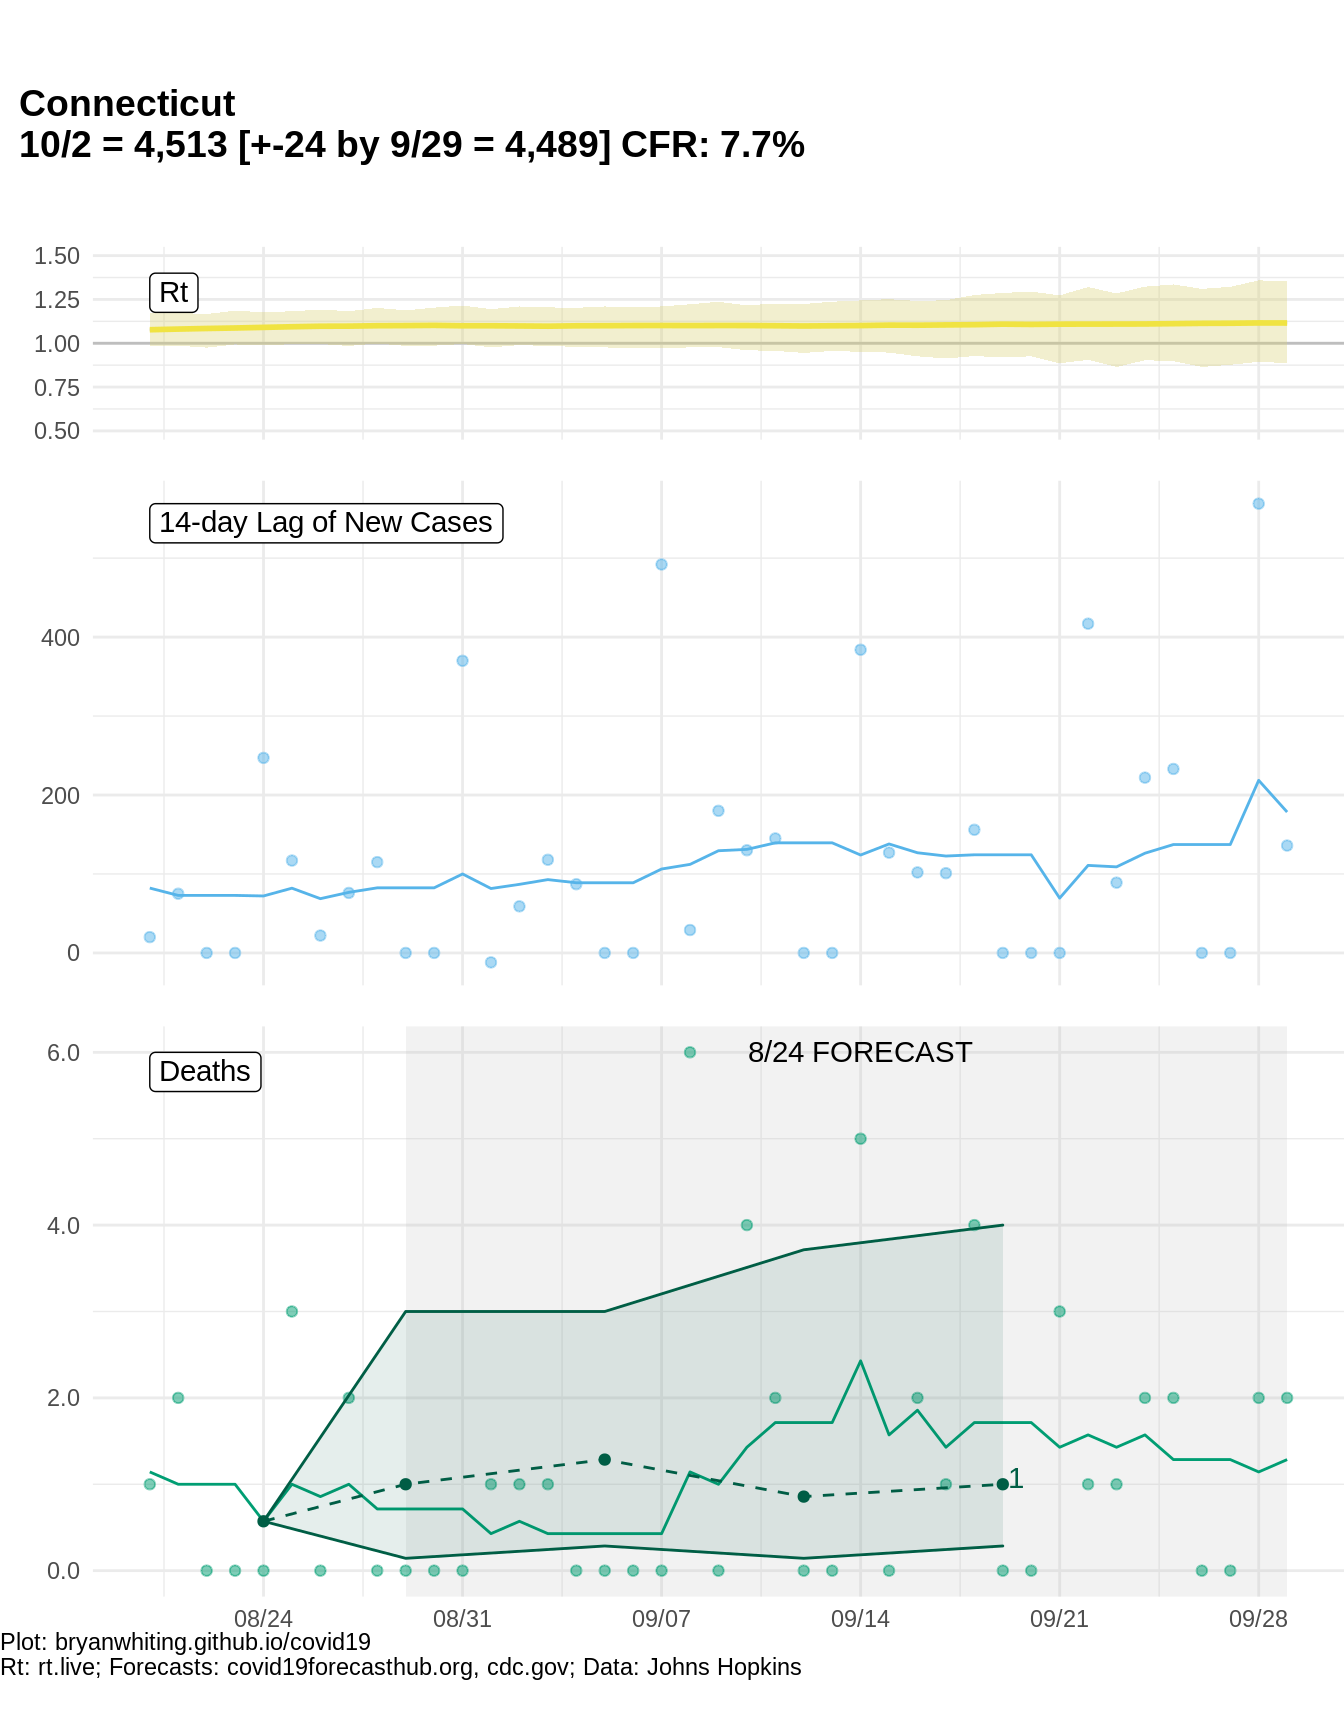 Connecticut
10/2 = 4,513 [+-24 by 9/29 = 4,489] CFR: 7.7%
1.50
Rt
1.25
1.00
0.75
0.50
14-day Lag of New Cases
400
200
0
6.0
8/24 FORECAST
Deaths
4.0
2.0
1
0.0
08/24 08/31 09/07 09/14 09/21 09/28
Plot: bryanwhiting.github.io/covid19
Rt: rt.live; Forecasts: covid19forecasthub.org, cdc.gov; Data: Johns Hopkins